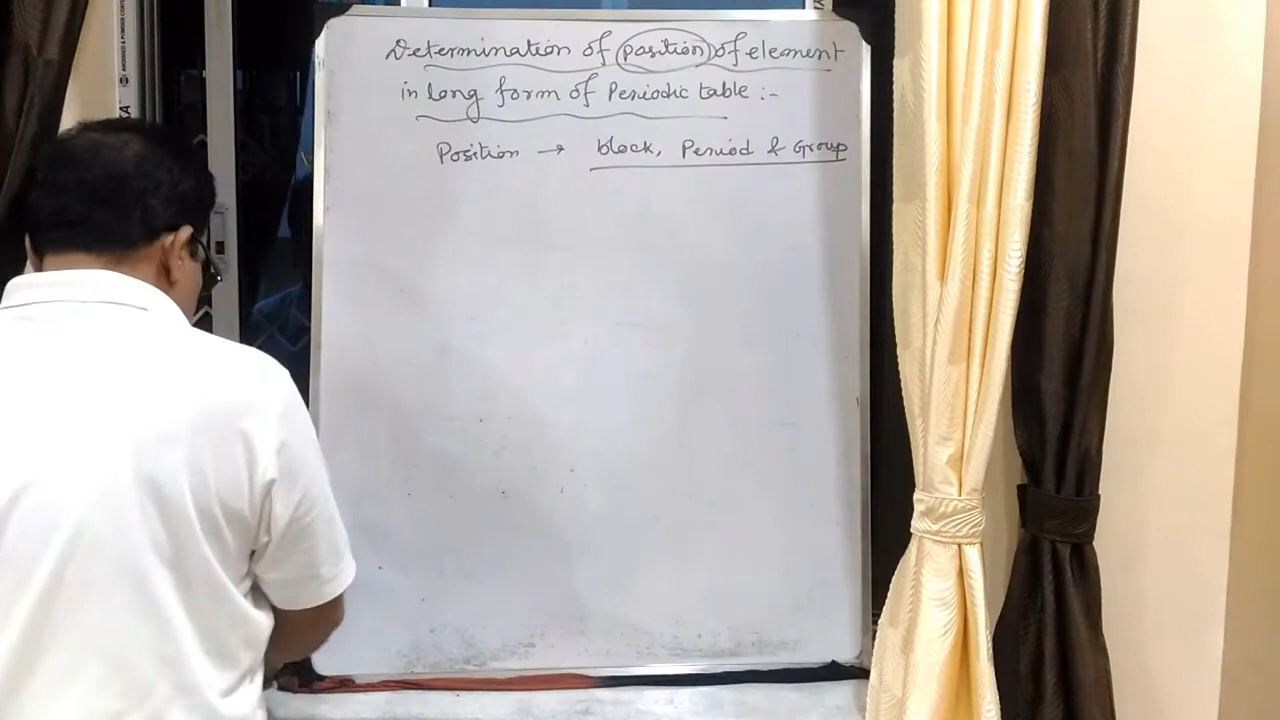 Determination of position of element
in long form of Periodic table :-
Position → block, Period & Group